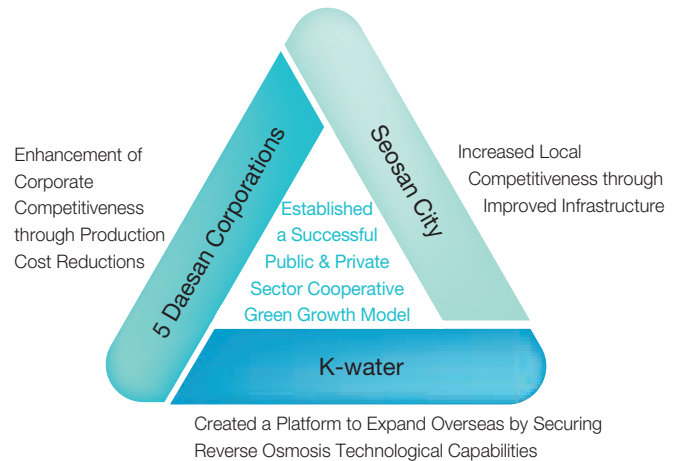 Enhancement of
Corporate
Competitiveness
through Production
Cost Reductions
5 Daesan Corporations
Seosan City
Increased Local
Competitiveness through
Improved Infrastructure
Established
a Successful
Public & Private
Sector Cooperative
Green Growth Model
K-water
Created a Platform to Expand Overseas by Securing
Reverse Osmosis Technological Capabilities